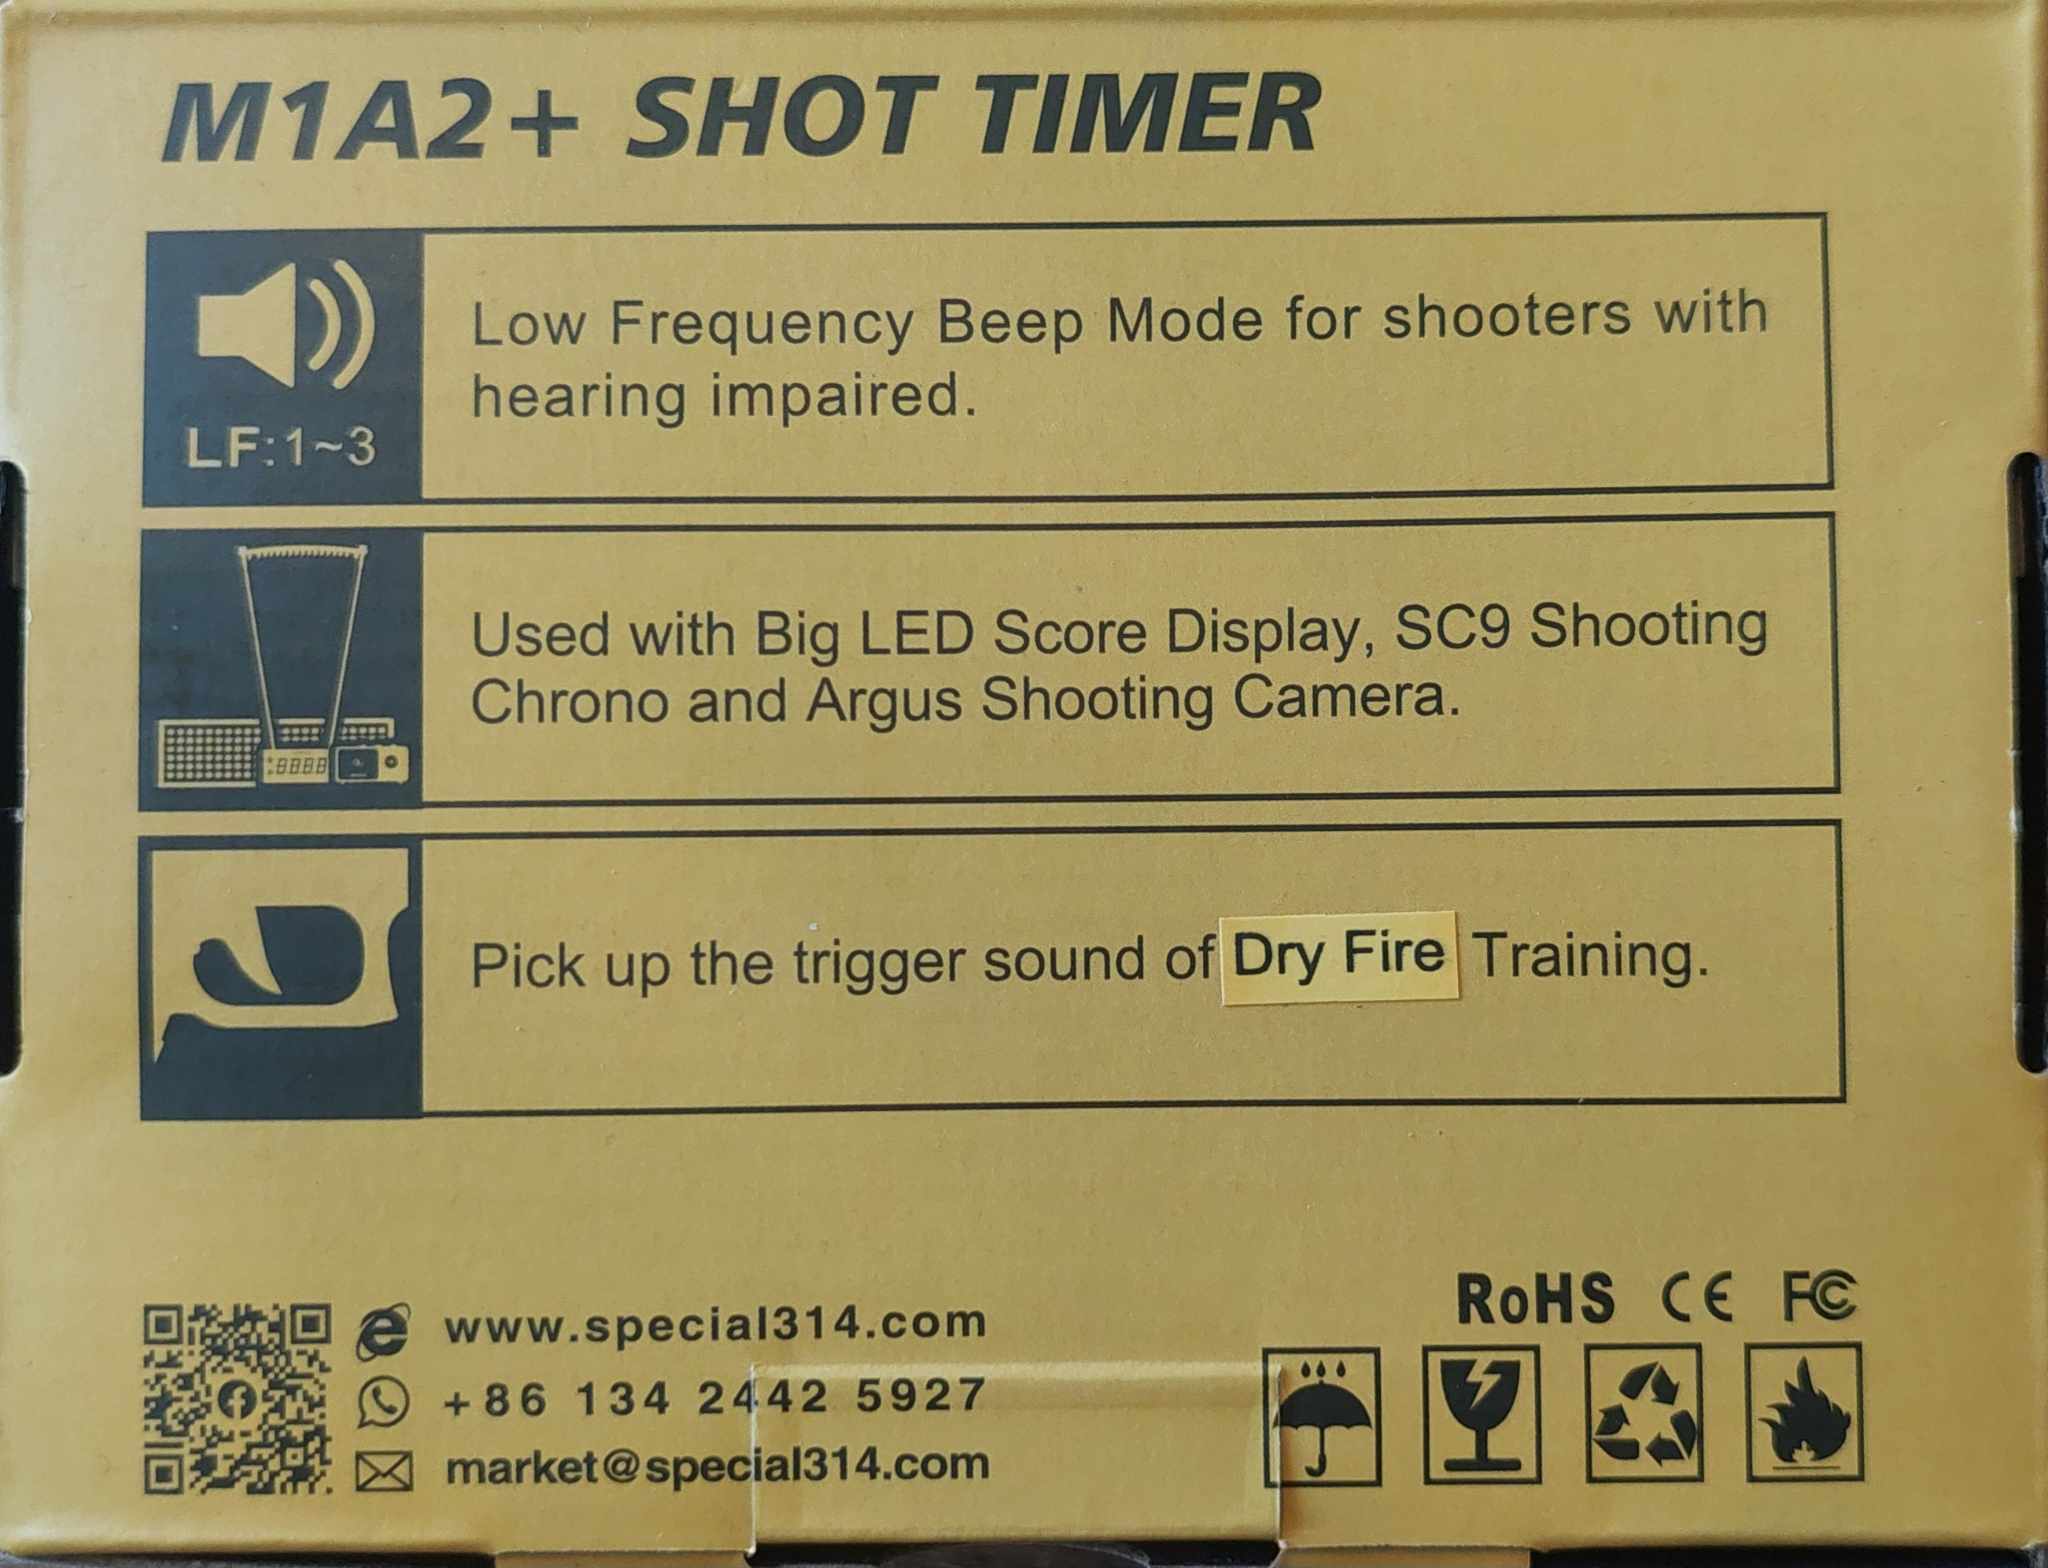 M1A2+ SHOT TIMER
LF:1~3
Low Frequency Beep Mode for shooters with
hearing impaired.
8888
Used with Big LED Score Display, SC9 Shooting
Chrono and Argus Shooting Camera.
Pick up the trigger sound of Dry Fire Training.
RoHS CE FC
www.special314.com
+86 134 2442 5927
market@special314.com